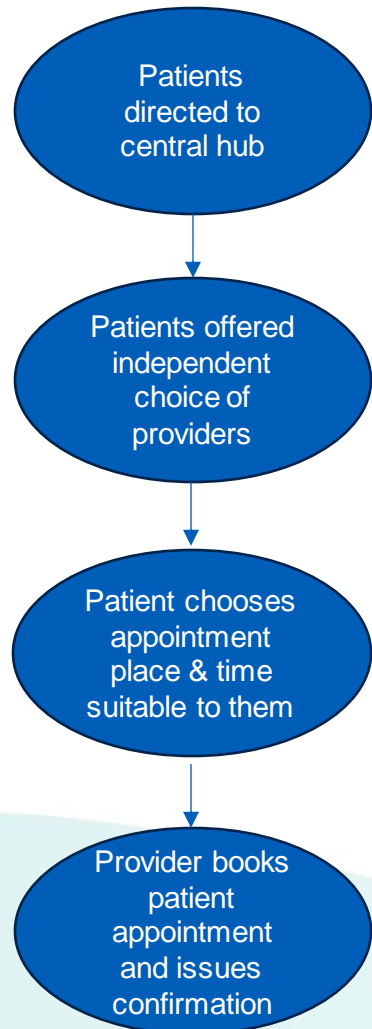 Patients
directed to
central hub
Patients offered
independent
choice of
providers
Patient chooses
appointment
place & time
suitable to them
Provider books
patient
appointment
and issues
confirmation